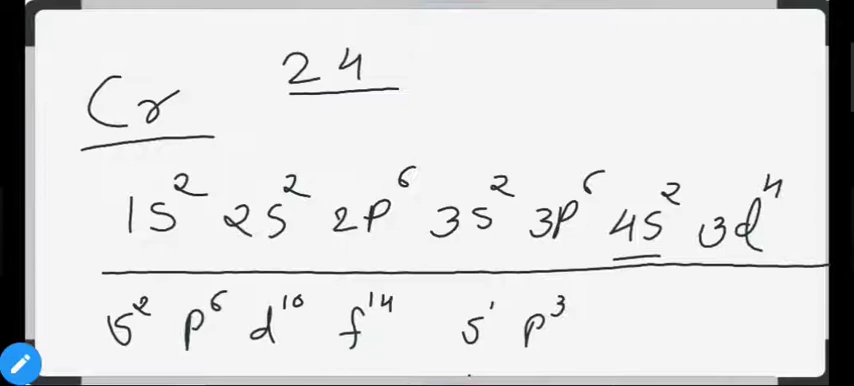 Cr 24
1s² 2s² 2p⁶ 3s² 3p⁶ 4s² 3d⁴
s² p⁶ d¹⁰ f¹⁴ s¹ p³